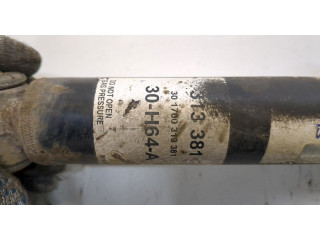 313 381
30 1760 313 381
30-H64-A
DO NOT OPEN
GAS PRESSURE